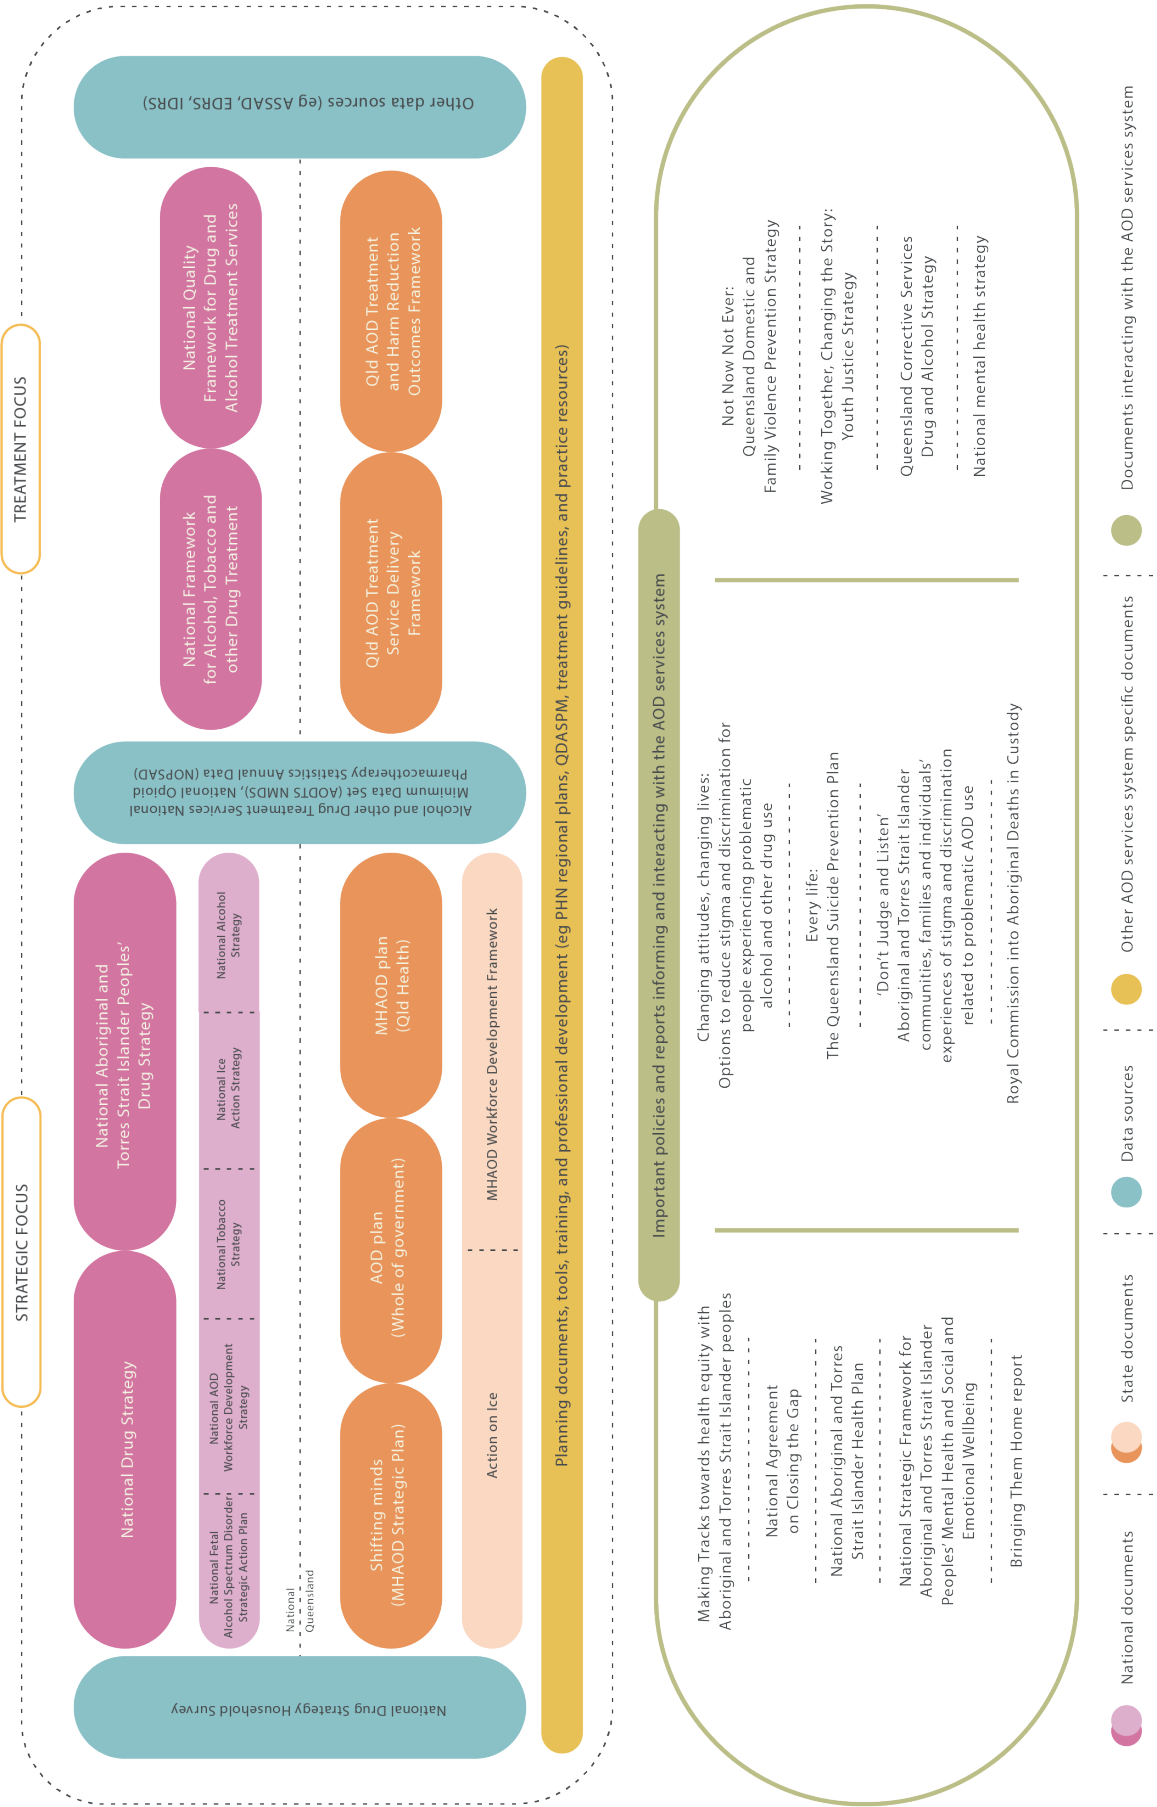 STRATEGIC FOCUS
TREATMENT FOCUS
National Drug Strategy Household Survey
National Drug Strategy
National Aboriginal and
Torres Strait Islander Peoples’
Drug Strategy
National Fetal
Alcohol Spectrum Disorder
Strategic Action Plan
National AOD
Workforce Development
Strategy
National Tobacco
Strategy
National Ice
Action Strategy
National Alcohol
Strategy
National
Queensland
Shifting minds
(MHAOD Strategic Plan)
AOD plan
(Whole of government)
MHAOD plan
(Qld Health)
Action on Ice
MHAOD Workforce Development Framework
Alcohol and other Drug Treatment Services National
Minimum Data Set (AODTS NMDS), National Opioid
Pharmacotherapy Statistics Annual Data (NOPSAD)
National Framework
for Alcohol, Tobacco and
other Drug Treatment
National Quality
Framework for Drug and
Alcohol Treatment Services
Qld AOD Treatment
Service Delivery
Framework
Qld AOD Treatment
and Harm Reduction
Outcomes Framework
Other data sources (eg ASSAD, EDRS, IDRS)
Planning documents, tools, training, and professional development (eg PHN regional plans, QDASPM, treatment guidelines, and practice resources)
Important policies and reports informing and interacting with the AOD services system
Making Tracks towards health equity with
Aboriginal and Torres Strait Islander peoples
National Agreement
on Closing the Gap
National Aboriginal and Torres
Strait Islander Health Plan
National Strategic Framework for
Aboriginal and Torres Strait Islander
Peoples’ Mental Health and Social and
Emotional Wellbeing
Bringing Them Home report
Changing attitudes, changing lives:
Options to reduce stigma and discrimination for
people experiencing problematic
alcohol and other drug use
Every life:
The Queensland Suicide Prevention Plan
‘Don’t Judge and Listen’
Aboriginal and Torres Strait Islander
communities, families and individuals’
experiences of stigma and discrimination
related to problematic AOD use
Royal Commission into Aboriginal Deaths in Custody
Not Now Not Ever:
Queensland Domestic and
Family Violence Prevention Strategy
Working Together, Changing the Story:
Youth Justice Strategy
Queensland Corrective Services
Drug and Alcohol Strategy
National mental health strategy
National documents
State documents
Data sources
Other AOD services system specific documents
Documents interacting with the AOD services system